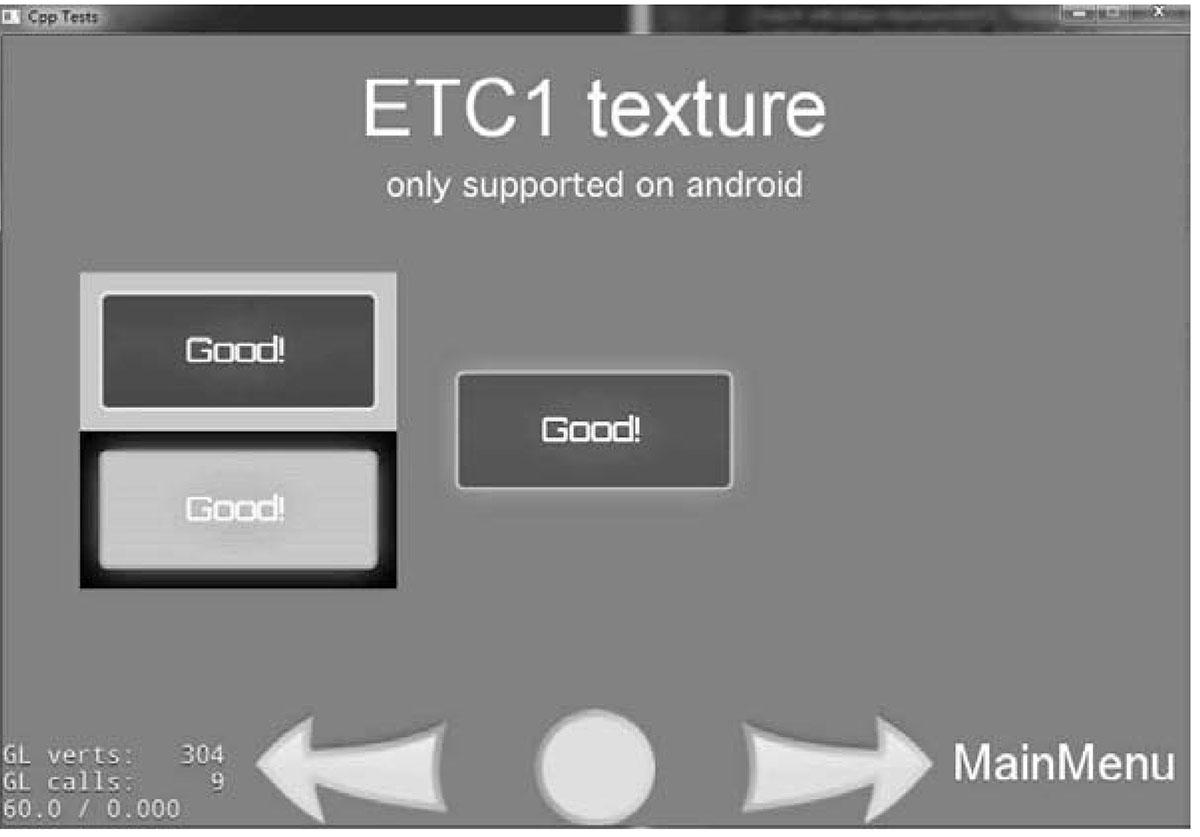 Cpp Tests
ETC1 texture
only supported on android
Good!
Good!
Good!
GL verts: 304
GL calls: 9
60.0 / 0.000
MainMenu